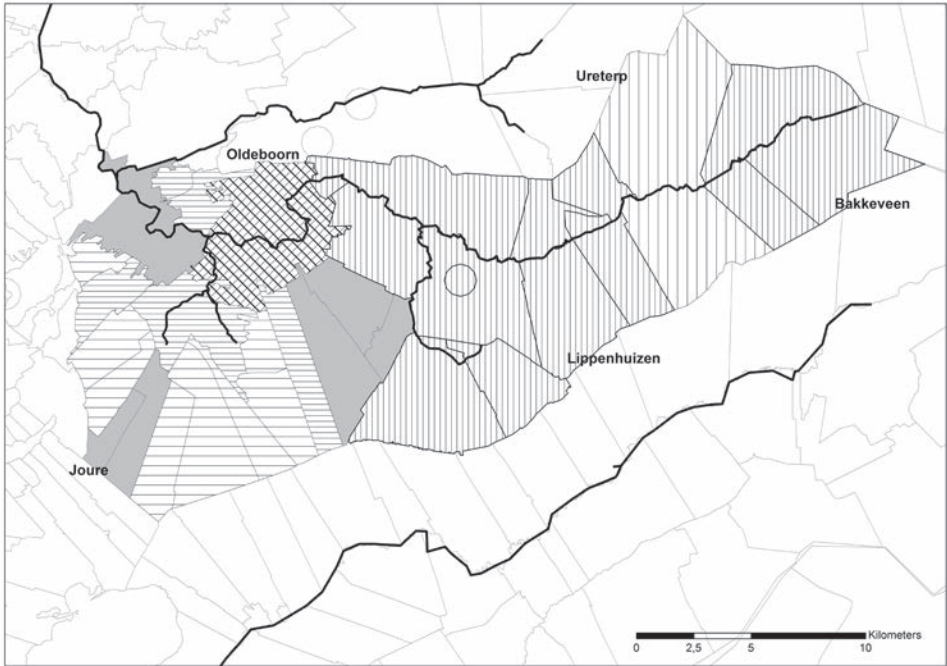 Ureterp
Oldeboorn
Bakkeveen
Lippenhuizen
Joure
Kilometers
0 2,5 5 10